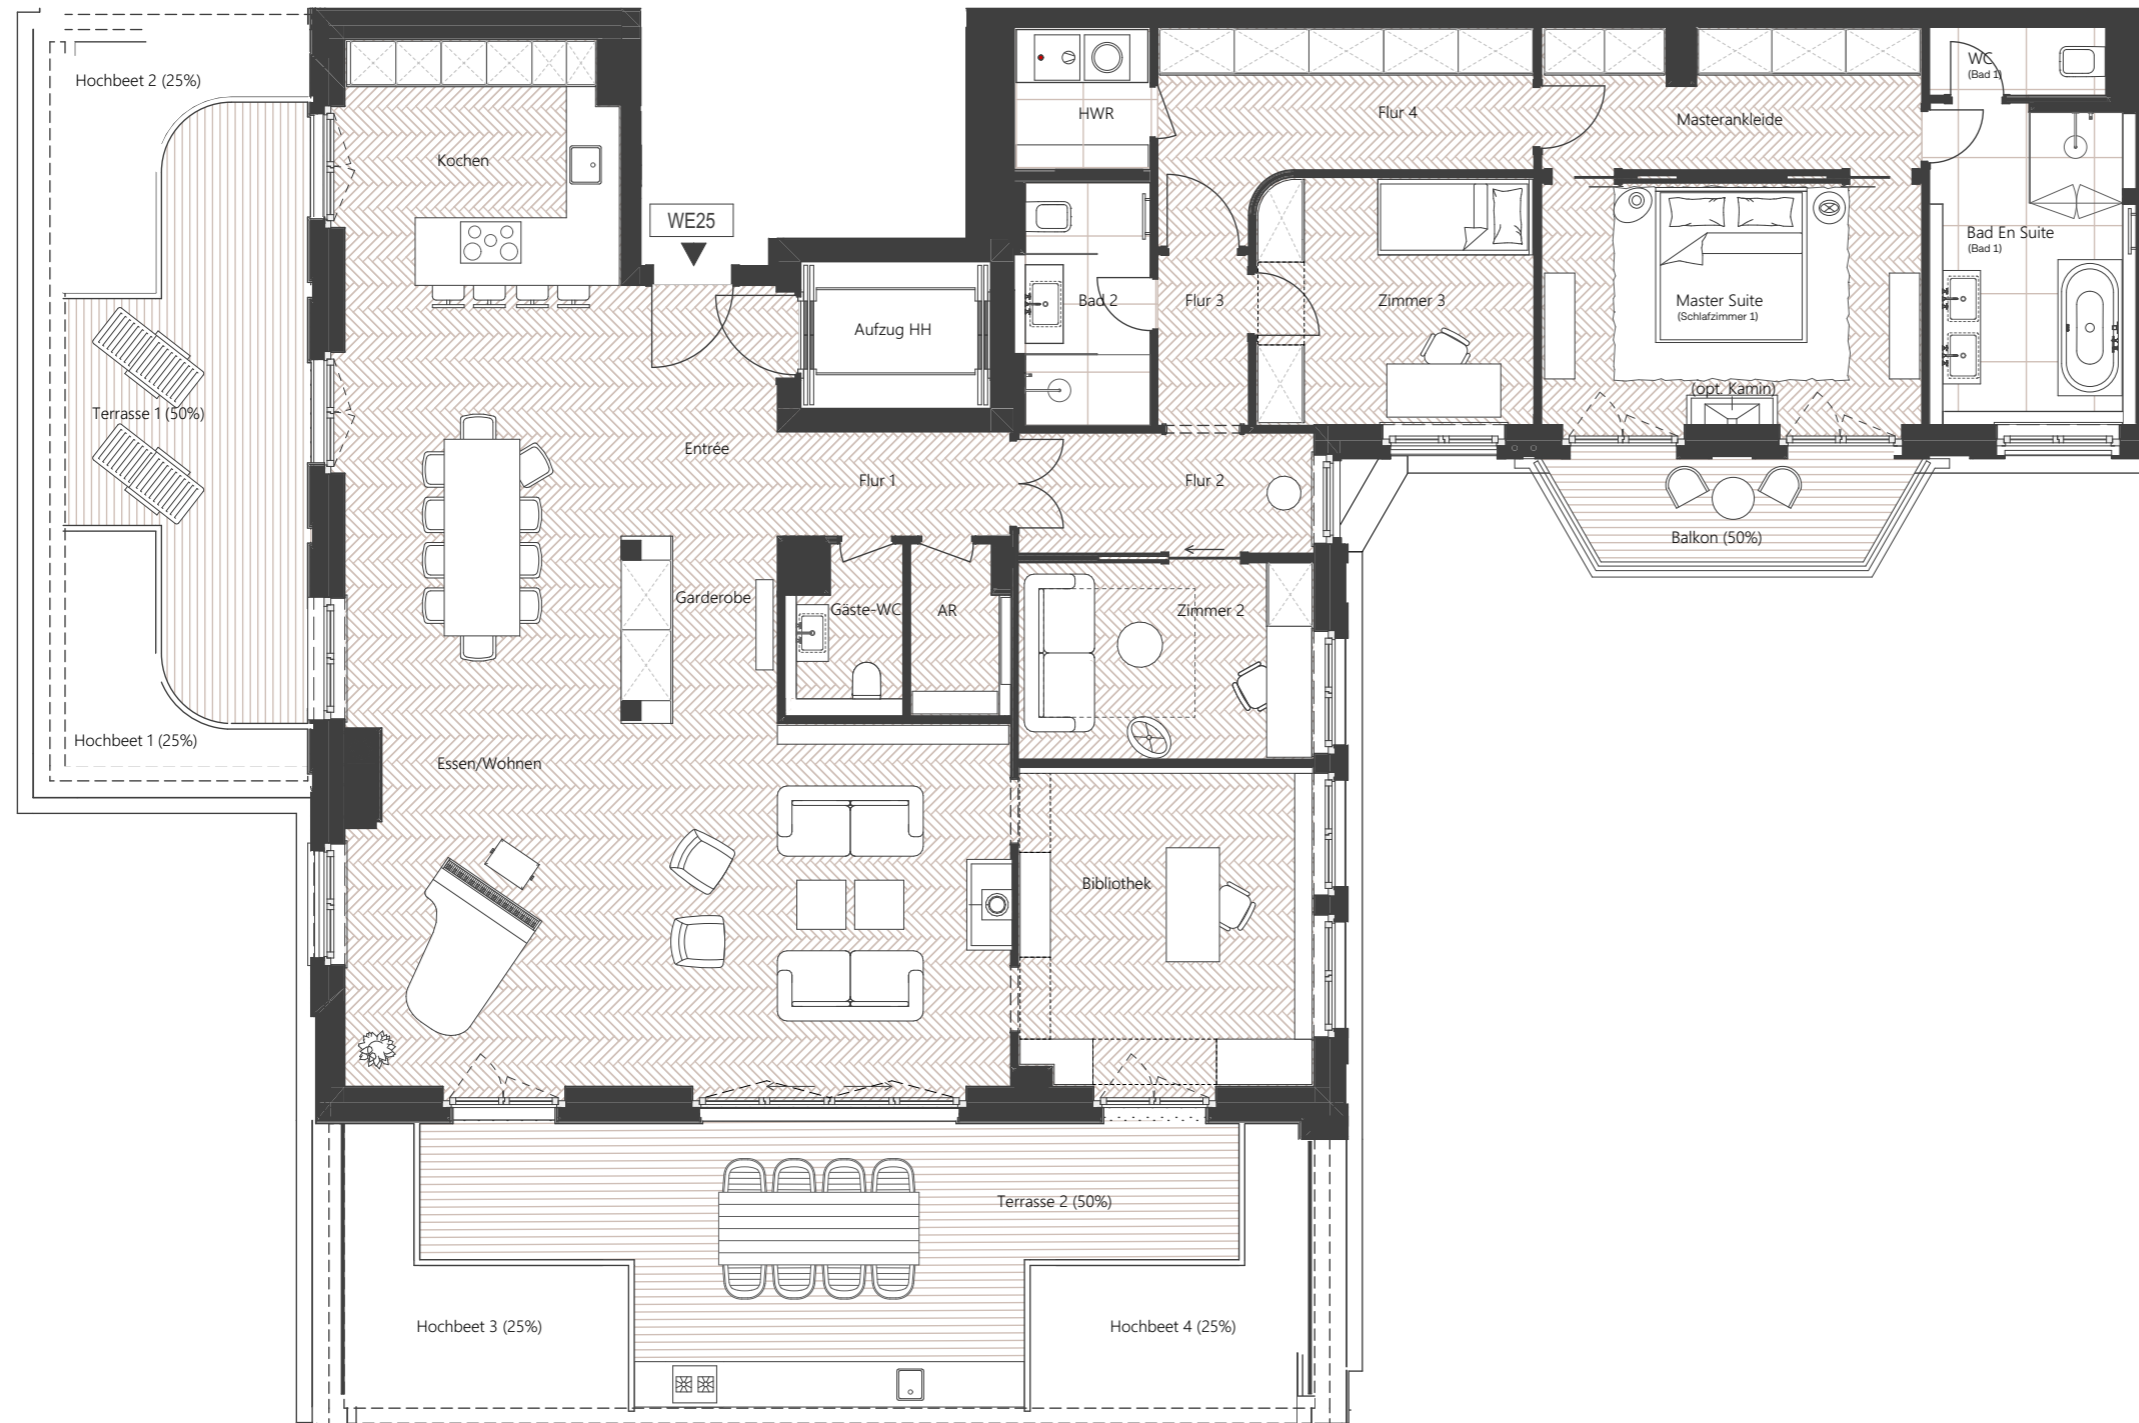 Hochbeet 2 (25%)
Kochen
WE25
HWR
Flur 4
Masterankleide
WC
(Bad 1)
Bad En Suite
(Bad 1)
Bad 2
Flur 3
Zimmer 3
Master Suite
(Schlafzimmer 1)
Aufzug HH
(opt. Kamin)
Terrasse 1 (50%)
Entrée
Flur 1
Flur 2
Balkon (50%)
Garderobe
Gäste-WC
AR
Zimmer 2
Hochbeet 1 (25%)
Essen/Wohnen
Bibliothek
Terrasse 2 (50%)
Hochbeet 3 (25%)
Hochbeet 4 (25%)